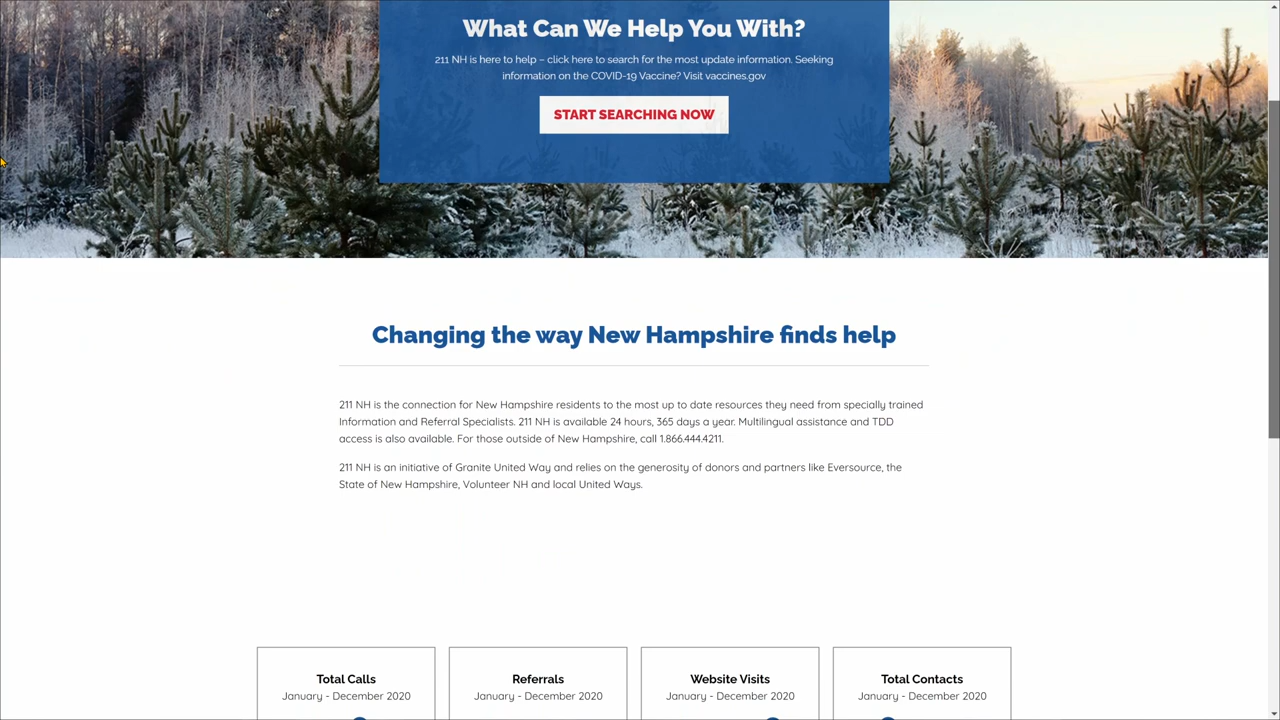 What Can We Help You With?
211 NH is here to help – click here to search for the most update information. Seeking
information on the COVID-19 Vaccine? Visit vaccines.gov
START SEARCHING NOW
Changing the way New Hampshire finds help
211 NH is the connection for New Hampshire residents to the most up to date resources they need from specially trained
Information and Referral Specialists. 211 NH is available 24 hours, 365 days a year. Multilingual assistance and TDD
access is also available. For those outside of New Hampshire, call 1.866.444.4211.
211 NH is an initiative of Granite United Way and relies on the generosity of donors and partners like Eversource, the
State of New Hampshire, Volunteer NH and local United Ways.
Total Calls
January - December 2020
Referrals
January - December 2020
Website Visits
January - December 2020
Total Contacts
January - December 2020